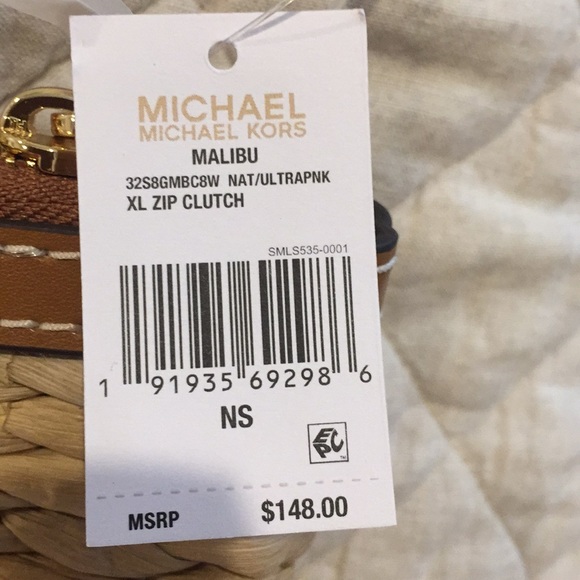 MICHAEL
MICHAEL KORS
MALIBU
32S8GMBC8W NAT/ULTRAPNK
XL ZIP CLUTCH
SMLS535-0001
1 91935 69298 6
NS
EPC
MSRP $148.00